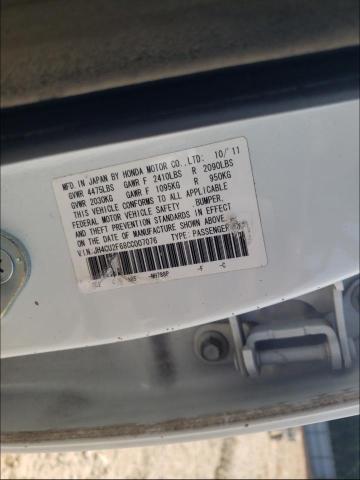 MFD. IN JAPAN BY HONDA MOTOR CO., LTD: 10/'11
GVWR 4475LBS GAWR F 2410LBS R 2090LBS
GVWR 2030KG GAWR F 1095KG R 950KG
THIS VEHICLE CONFORMS TO ALL APPLICABLE
FEDERAL MOTOR VEHICLE SAFETY, BUMPER,
AND THEFT PREVENTION STANDARDS IN EFFECT
ON THE DATE OF MANUFACTURE SHOWN ABOVE.
V.I.N.: JH4CU2F68CC007076 TYPE: PASSENGER
NH788P -F -C